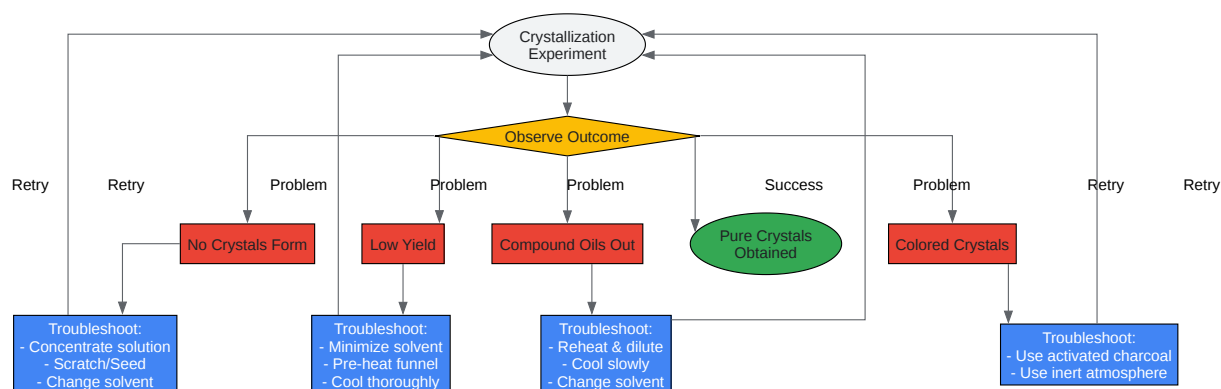 Crystallization
Experiment
Observe Outcome
Retry
Retry
Problem
Problem
Problem
Success
Problem
Retry
Retry
No Crystals Form
Low Yield
Compound Oils Out
Pure Crystals
Obtained
Colored Crystals
Troubleshoot:
- Concentrate solution
- Scratch/Seed
- Change solvent
Troubleshoot:
- Minimize solvent
- Pre-heat funnel
- Cool thoroughly
Troubleshoot:
- Reheat & dilute
- Cool slowly
- Change solvent
Troubleshoot:
- Use activated charcoal
- Use inert atmosphere